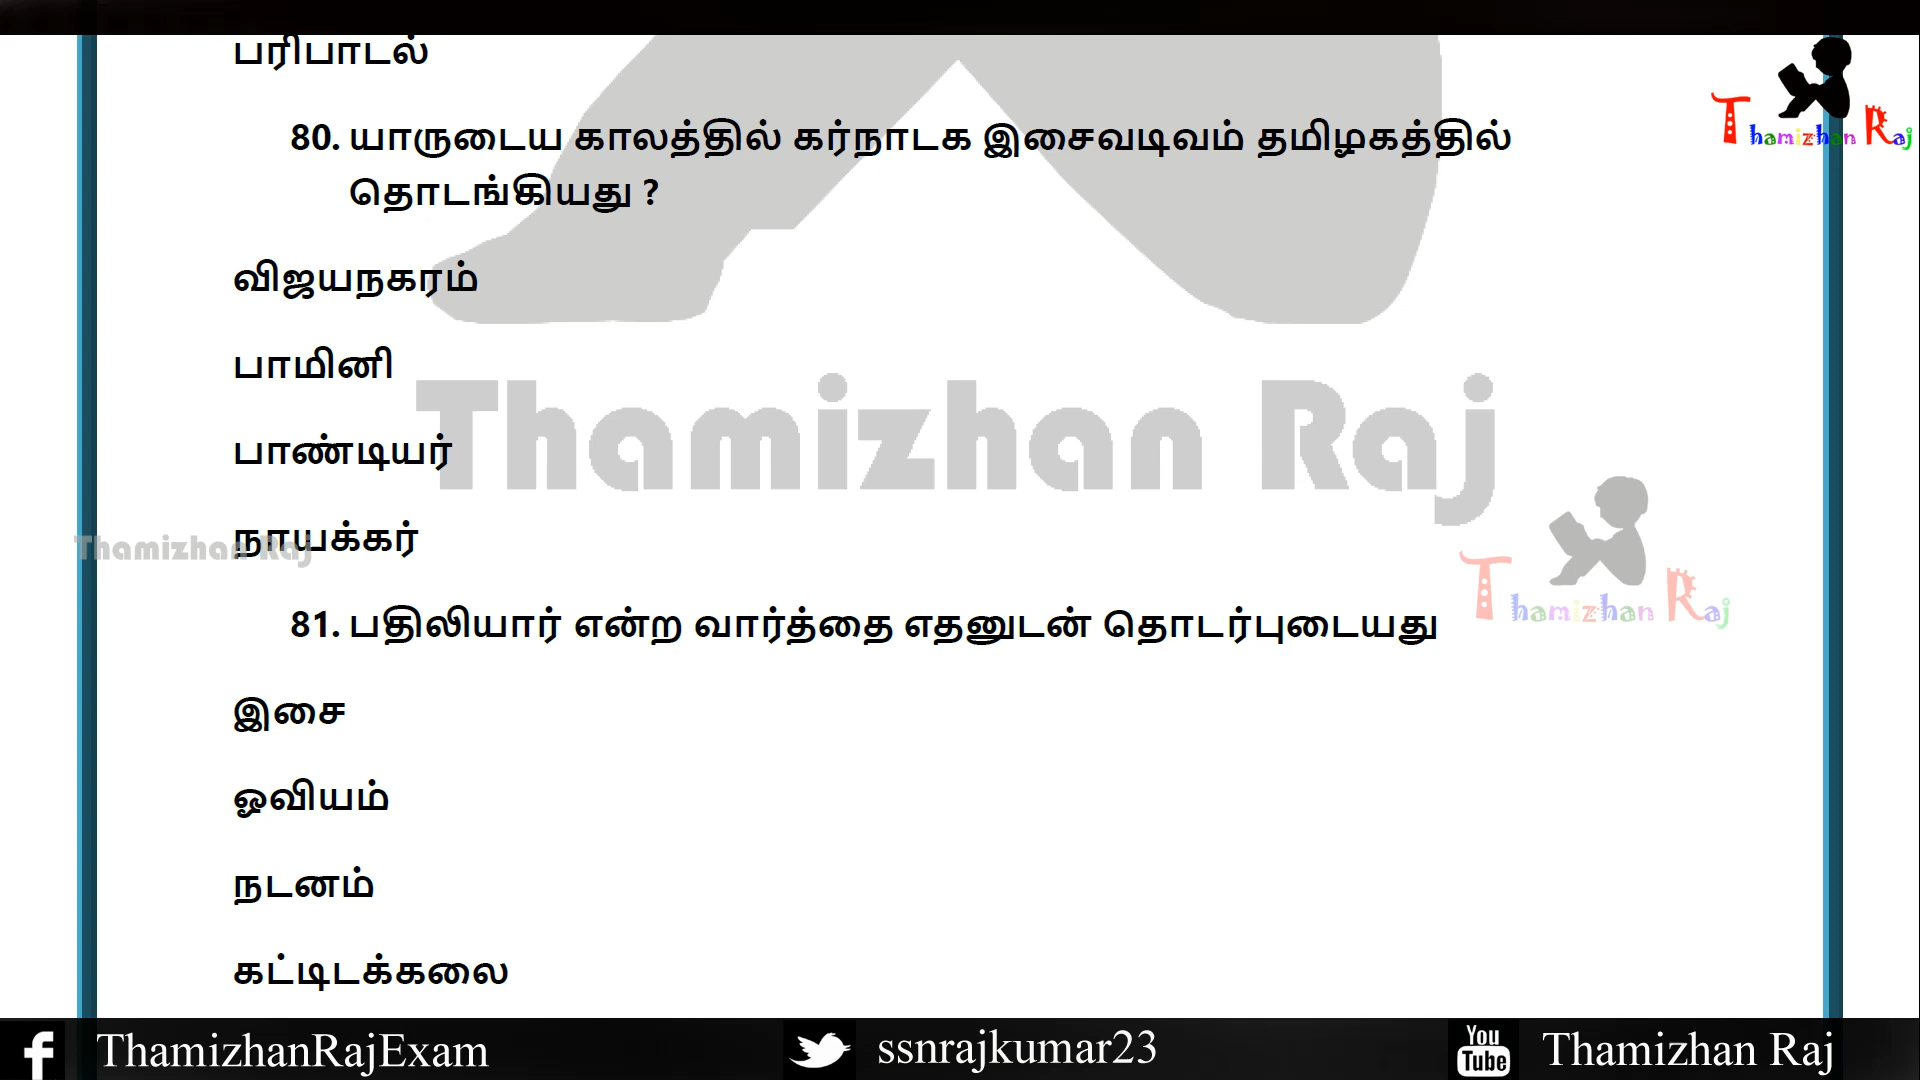 பரிபாடல்
80. யாருடைய காலத்தில் கர்நாடக இசைவடிவம் தமிழகத்தில்
தொடங்கியது ?
விஜயநகரம்
பாமினி
பாண்டியர்
Thamizhan Raj
நாயக்கர்
81. பதிலியார் என்ற வார்த்தை எதனுடன் தொடர்புடையது
இசை
ஓவியம்
நடனம்
கட்டிடக்கலை
Thamizhan Raj
Thamizhan Raj
Thamizhan Raj
f ThamizhanRajExam
ssnrajkumar23
You Tube Thamizhan Raj